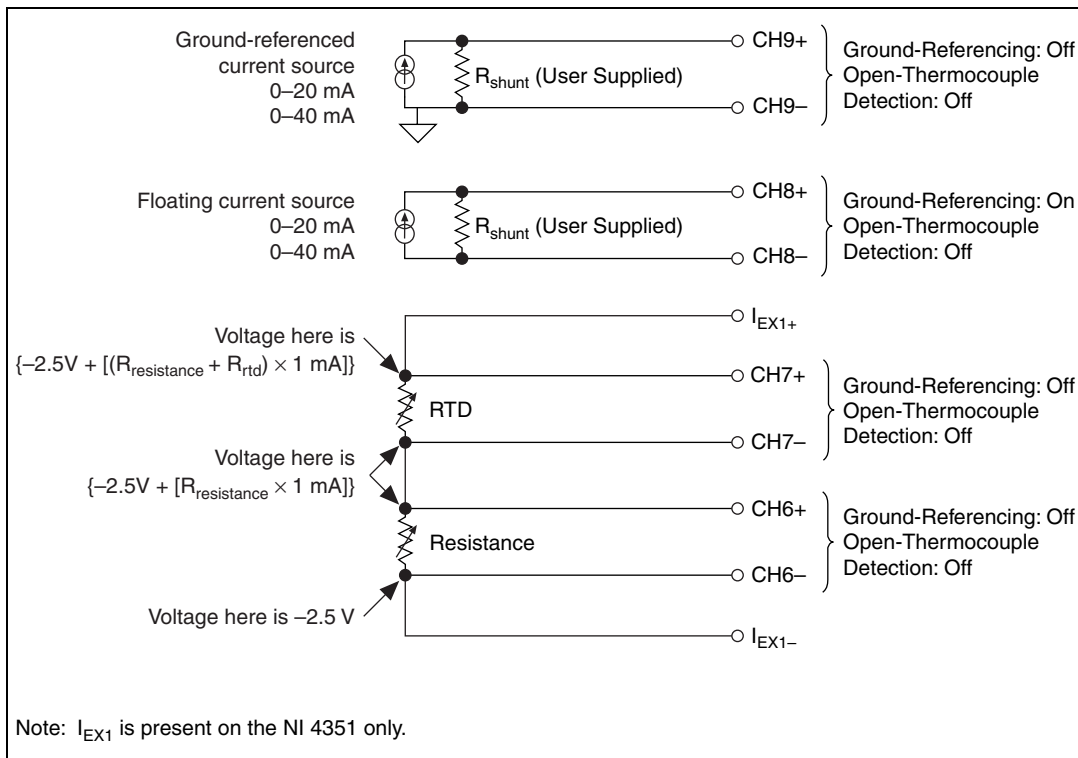 Ground-referenced
current source
0–20 mA
0–40 mA
R_shunt (User Supplied)
CH9+
CH9–
Ground-Referencing: Off
Open-Thermocouple
Detection: Off
Floating current source
0–20 mA
0–40 mA
R_shunt (User Supplied)
CH8+
CH8–
Ground-Referencing: On
Open-Thermocouple
Detection: Off
I_EX1+
Voltage here is
{–2.5V + [(R_resistance + R_rtd) × 1 mA]}
RTD
CH7+
CH7–
Ground-Referencing: Off
Open-Thermocouple
Detection: Off
Voltage here is
{–2.5V + [R_resistance × 1 mA]}
Resistance
CH6+
CH6–
Ground-Referencing: Off
Open-Thermocouple
Detection: Off
Voltage here is –2.5 V
I_EX1–
Note: I_EX1 is present on the NI 4351 only.